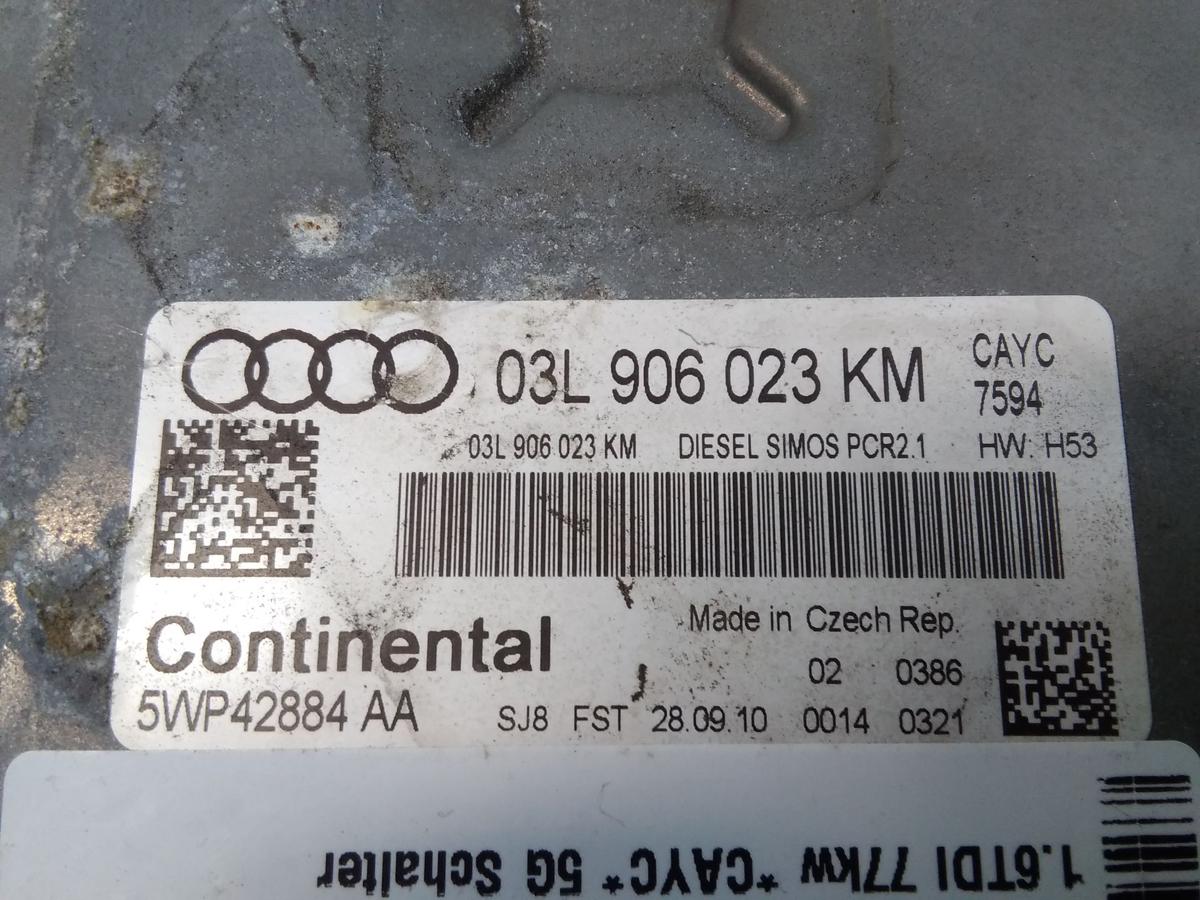 03L 906 023 KM
CAYC
7594
03L 906 023 KM DIESEL SIMOS PCR2.1 HW: H53
Made in Czech Rep.
Continental
02 0386
5WP42884 AA SJ8 FST 28.09.10 0014 0321
1.6TDI 77kw *CAYC* 5G Schalter